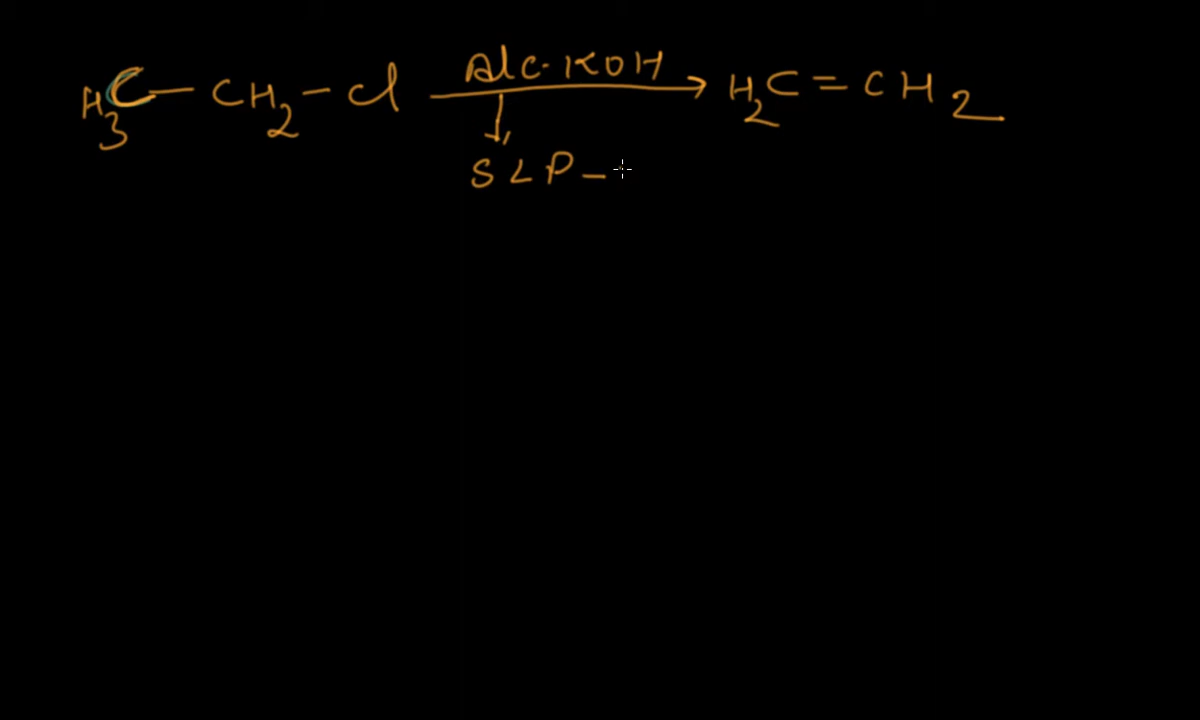 H₃C – CH₂ – Cl Alc. KOH → H₂C = CH₂
↓
SLP –